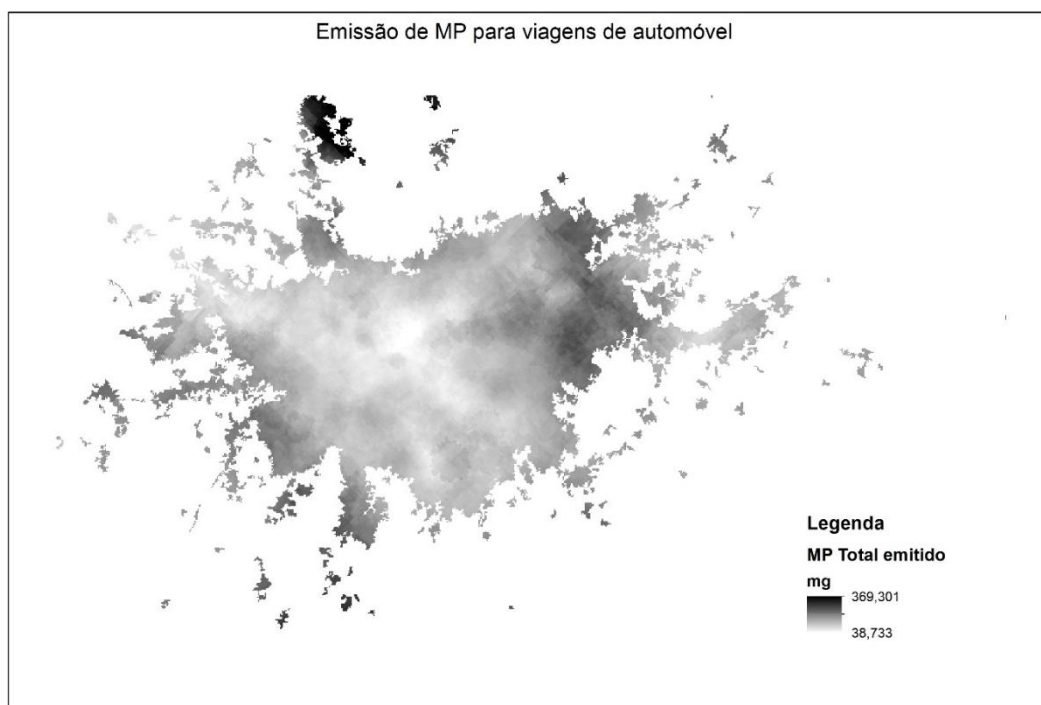 Emissão de MP para viagens de automóvel
Legenda
MP Total emitido
mg
369,301
38,733